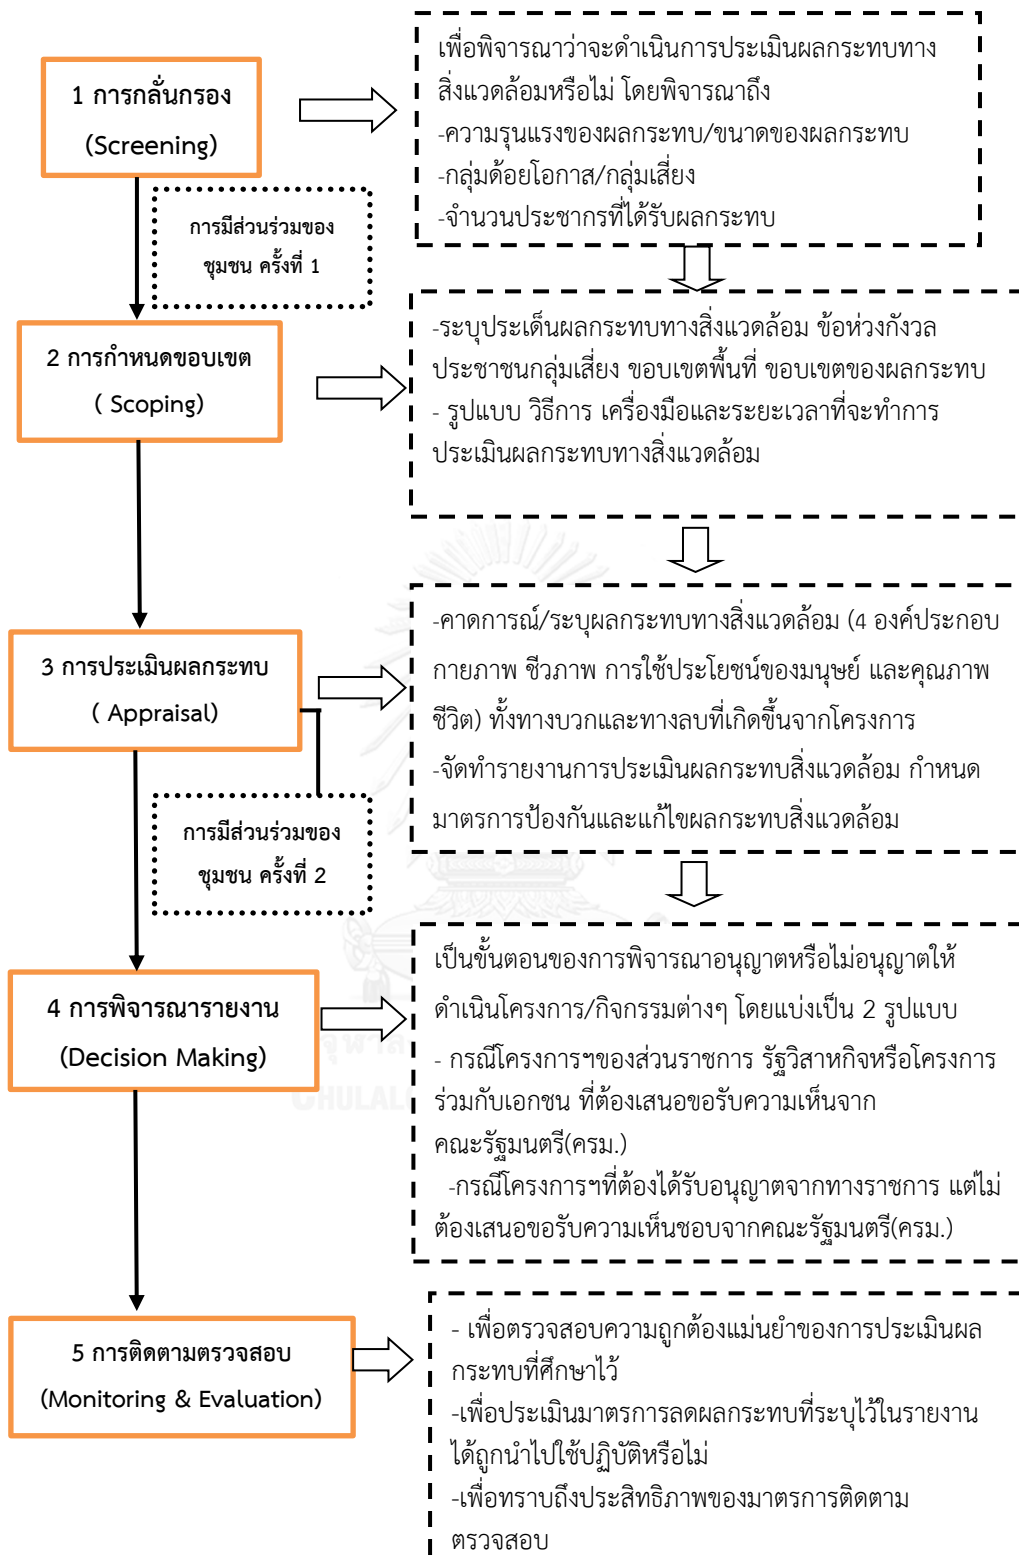 1 การกลั่นกรอง
(Screening)
เพื่อพิจารณาว่าจะดำเนินการประเมินผลกระทบทาง
สิ่งแวดล้อมหรือไม่ โดยพิจารณาถึง
-ความรุนแรงของผลกระทบ/ขนาดของผลกระทบ
-กลุ่มด้อยโอกาส/กลุ่มเสี่ยง
-จำนวนประชากรที่ได้รับผลกระทบ
การมีส่วนร่วมของ
ชุมชน ครั้งที่ 1
2 การกำหนดขอบเขต
( Scoping)
-ระบุประเด็นผลกระทบทางสิ่งแวดล้อม ข้อห่วงกังวล
ประชาชนกลุ่มเสี่ยง ขอบเขตพื้นที่ ขอบเขตของผลกระทบ
- รูปแบบ วิธีการ เครื่องมือและระยะเวลาที่จะทำการ
ประเมินผลกระทบทางสิ่งแวดล้อม
3 การประเมินผลกระทบ
( Appraisal)
-คาดการณ์/ระบุผลกระทบทางสิ่งแวดล้อม (4 องค์ประกอบ
กายภาพ ชีวภาพ การใช้ประโยชน์ของมนุษย์ และคุณภาพ
ชีวิต) ทั้งทางบวกและทางลบที่เกิดขึ้นจากโครงการ
-จัดทำรายงานการประเมินผลกระทบสิ่งแวดล้อม กำหนด
มาตรการป้องกันและแก้ไขผลกระทบสิ่งแวดล้อม
การมีส่วนร่วมของ
ชุมชน ครั้งที่ 2
4 การพิจารณารายงาน
(Decision Making)
เป็นขั้นตอนของการพิจารณาอนุญาตหรือไม่อนุญาตให้
ดำเนินโครงการ/กิจกรรมต่างๆ โดยแบ่งเป็น 2 รูปแบบ
- กรณีโครงการฯของส่วนราชการ รัฐวิสาหกิจหรือโครงการ
ร่วมกับเอกชน ที่ต้องเสนอขอรับความเห็นจาก
คณะรัฐมนตรี(ครม.)
-กรณีโครงการฯที่ต้องได้รับอนุญาตจากทางราชการ แต่ไม่
ต้องเสนอขอรับความเห็นชอบจากคณะรัฐมนตรี(ครม.)
จุฬาล
CHULAL
5 การติดตามตรวจสอบ
(Monitoring & Evaluation)
- เพื่อตรวจสอบความถูกต้องแม่นยำของการประเมินผล
กระทบที่ศึกษาไว้
-เพื่อประเมินมาตรการลดผลกระทบที่ระบุไว้ในรายงาน
ได้ถูกนำไปใช้ปฏิบัติหรือไม่
-เพื่อทราบถึงประสิทธิภาพของมาตรการติดตาม
ตรวจสอบ